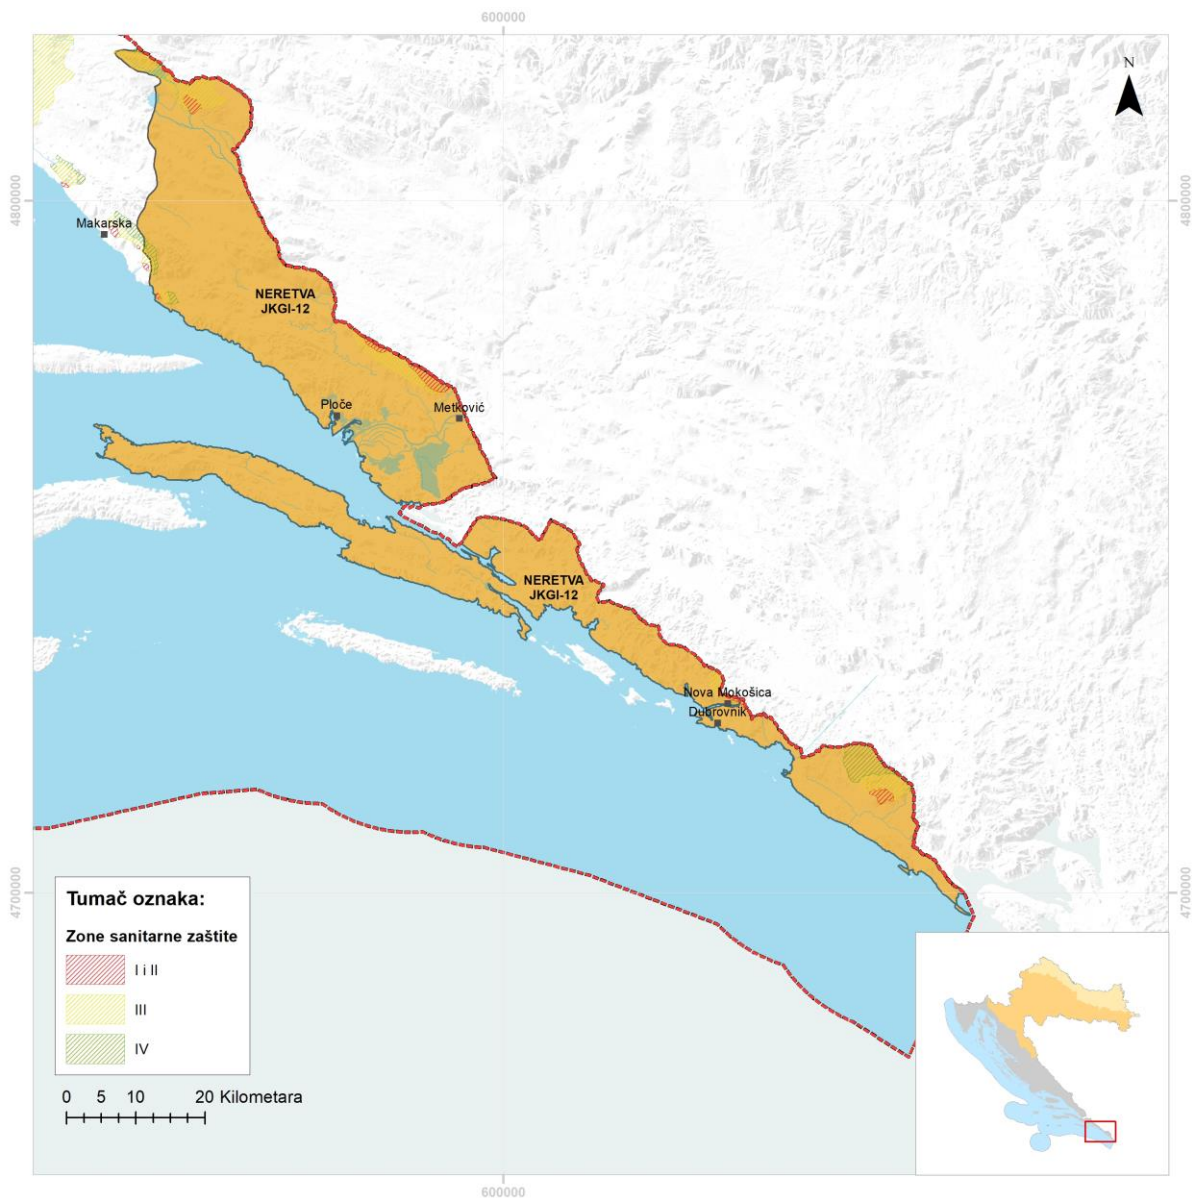 600000
N
4800000
4800000
Makarska
NERETVA
JKGI-12
Ploče
Metković
NERETVA
JKGI-12
Nova Mokošica
Dubrovnik
4700000
4700000
Tumač oznaka:
Zone sanitarne zaštite
I i II
III
IV
0 5 10 20 Kilometara
600000